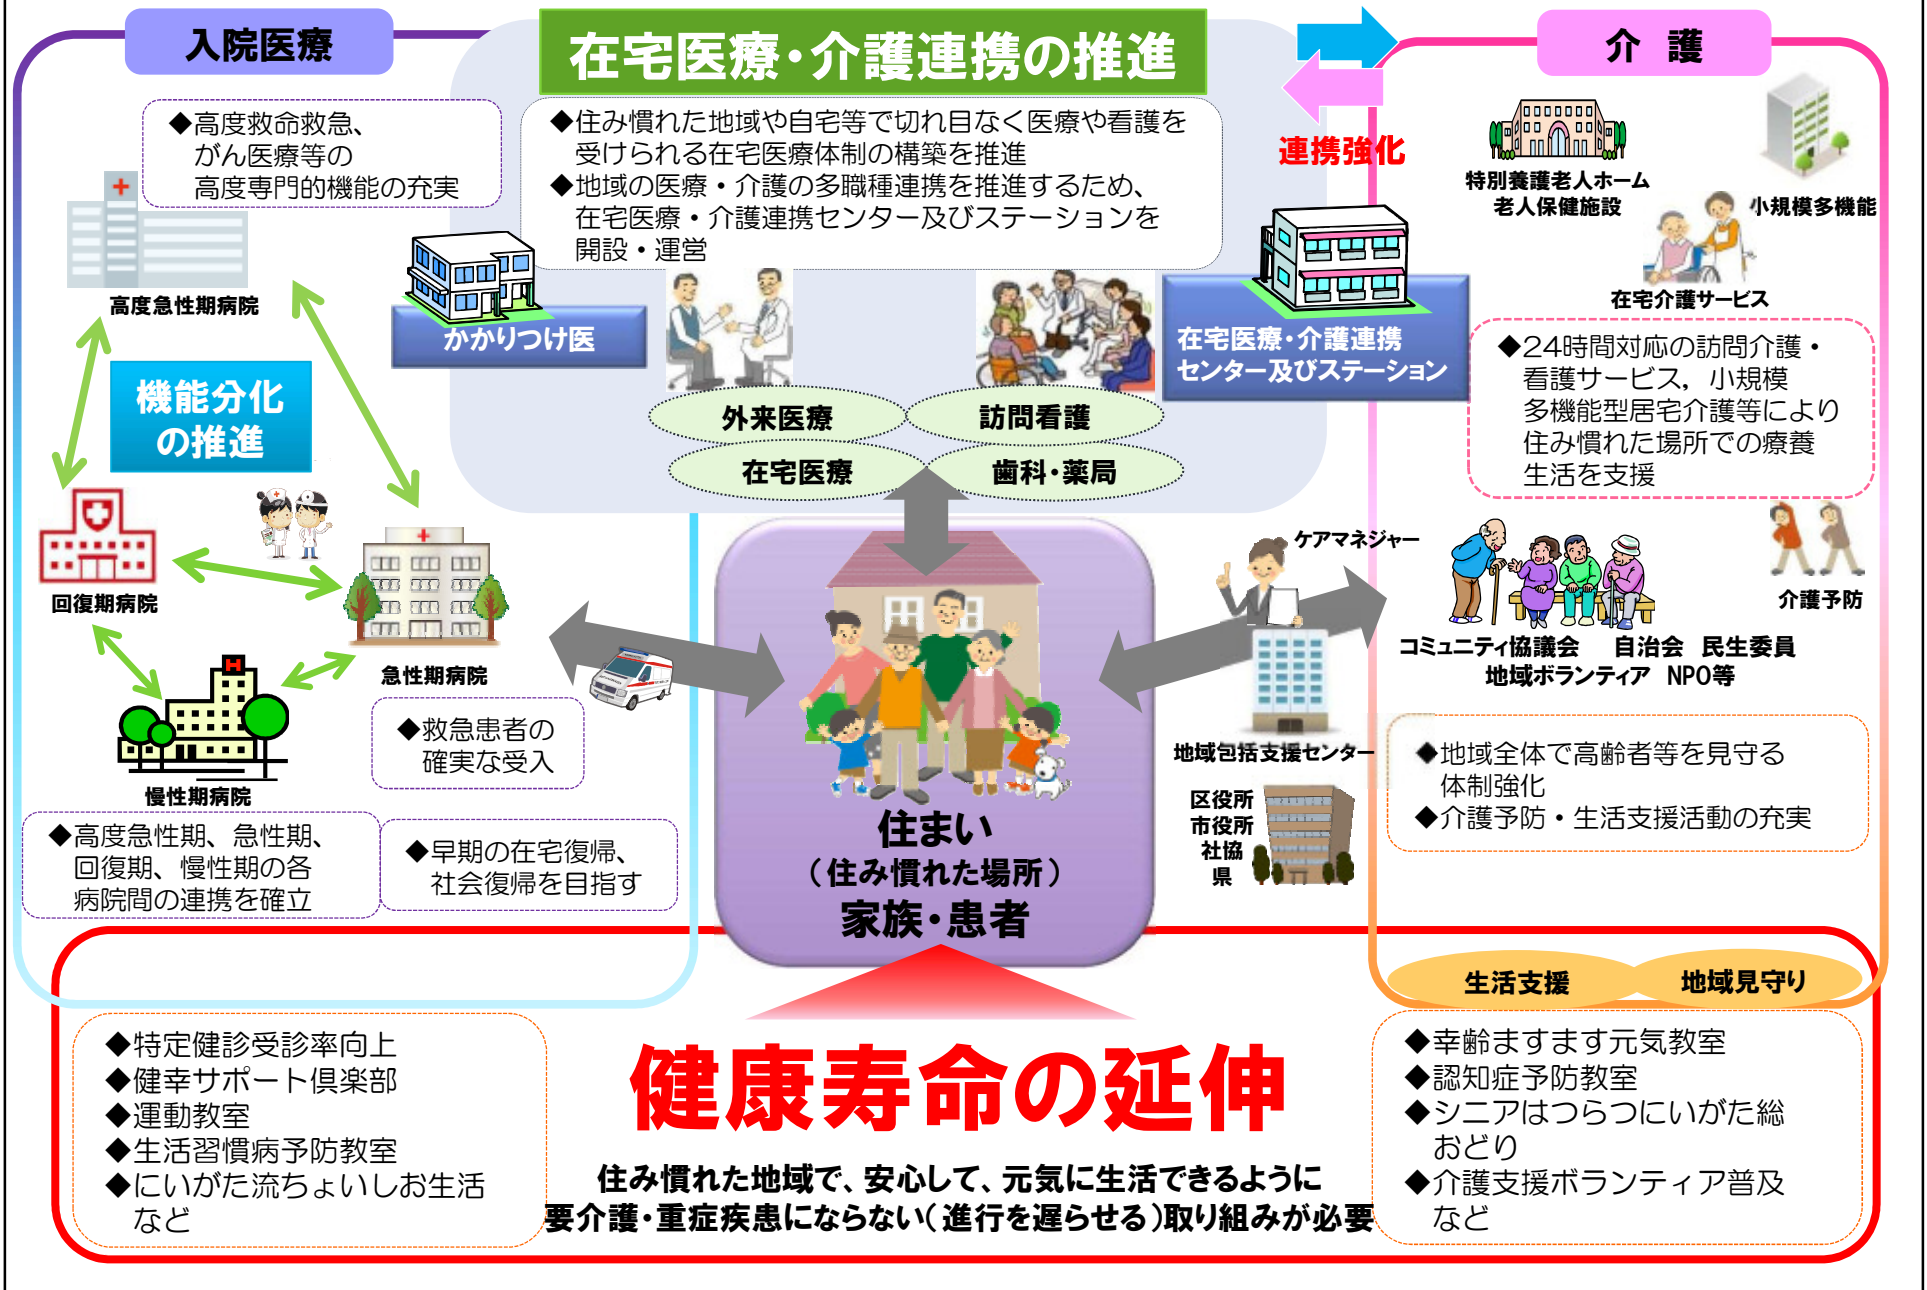 入院医療
在宅医療・介護連携の推進
介 護
◆高度救命救急、
がん医療等の
高度専門的機能の充実
◆住み慣れた地域や自宅等で切れ目なく医療や看護を
受けられる在宅医療体制の構築を推進
◆地域の医療・介護の多職種連携を推進するため、
在宅医療・介護連携センター及びステーションを
開設・運営
連携強化
特別養護老人ホーム
老人保健施設
小規模多機能
在宅介護サービス
高度急性期病院
かかりつけ医
在宅医療・介護連携
センター及びステーション
◆24時間対応の訪問介護・
看護サービス，小規模
多機能型居宅介護等により
住み慣れた場所での療養
生活を支援
機能分化
の推進
外来医療
訪問看護
在宅医療
歯科・薬局
回復期病院
急性期病院
慢性期病院
H
ケアマネジャー
介護予防
コミュニティ協議会 自治会 民生委員
地域ボランティア NPO等
◆救急患者の
確実な受入
地域包括支援センター
区役所
市役所
社協
県
◆地域全体で高齢者等を見守る
体制強化
◆介護予防・生活支援活動の充実
◆高度急性期、急性期、
回復期、慢性期の各
病院間の連携を確立
◆早期の在宅復帰、
社会復帰を目指す
住まい
（住み慣れた場所）
家族・患者
生活支援
地域見守り
◆特定健診受診率向上
◆健幸サポート倶楽部
◆運動教室
◆生活習慣病予防教室
◆にいがた流ちょいしお生活
など
健康寿命の延伸
住み慣れた地域で、安心して、元気に生活できるように
要介護・重症疾患にならない（進行を遅らせる）取り組みが必要
◆幸齢ますます元気教室
◆認知症予防教室
◆シニアはつらつにいがた総
おどり
◆介護支援ボランティア普及
など